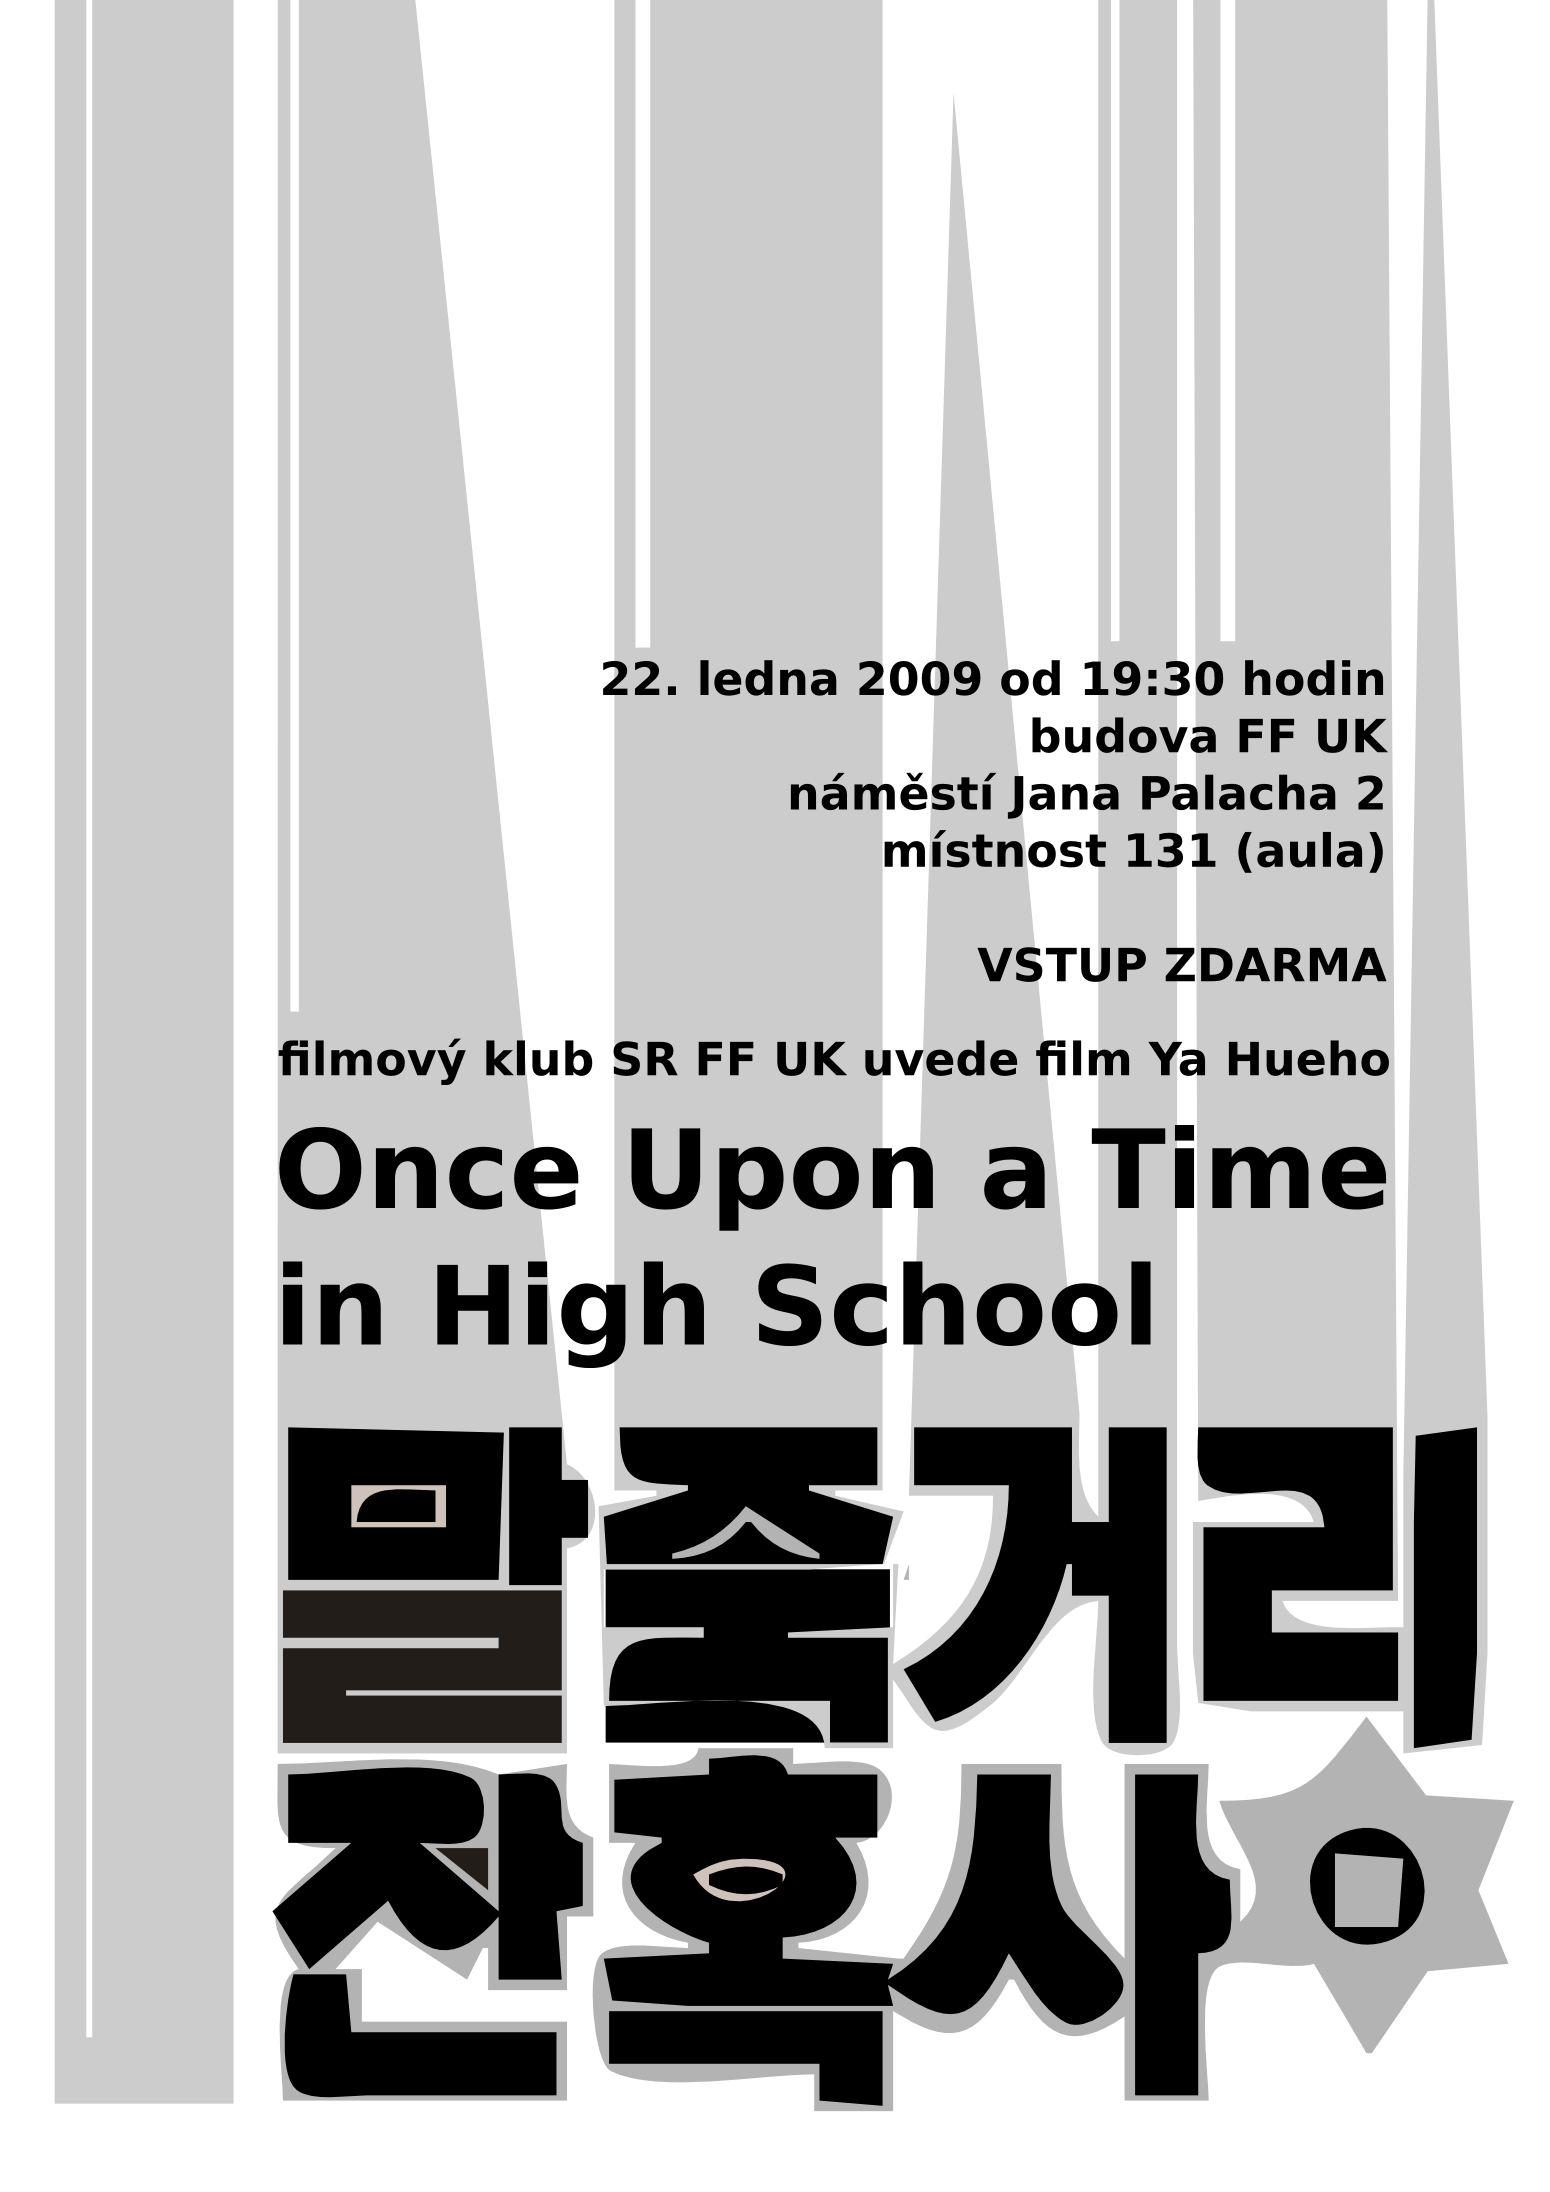 22. ledna 2009 od 19:30 hodin
budova FF UK
náměstí Jana Palacha 2
místnost 131 (aula)
VSTUP ZDARMA
filmový klub SR FF UK uvede film Ya Hueho
Once Upon a Time
in High School
말죽거리
잔혹사